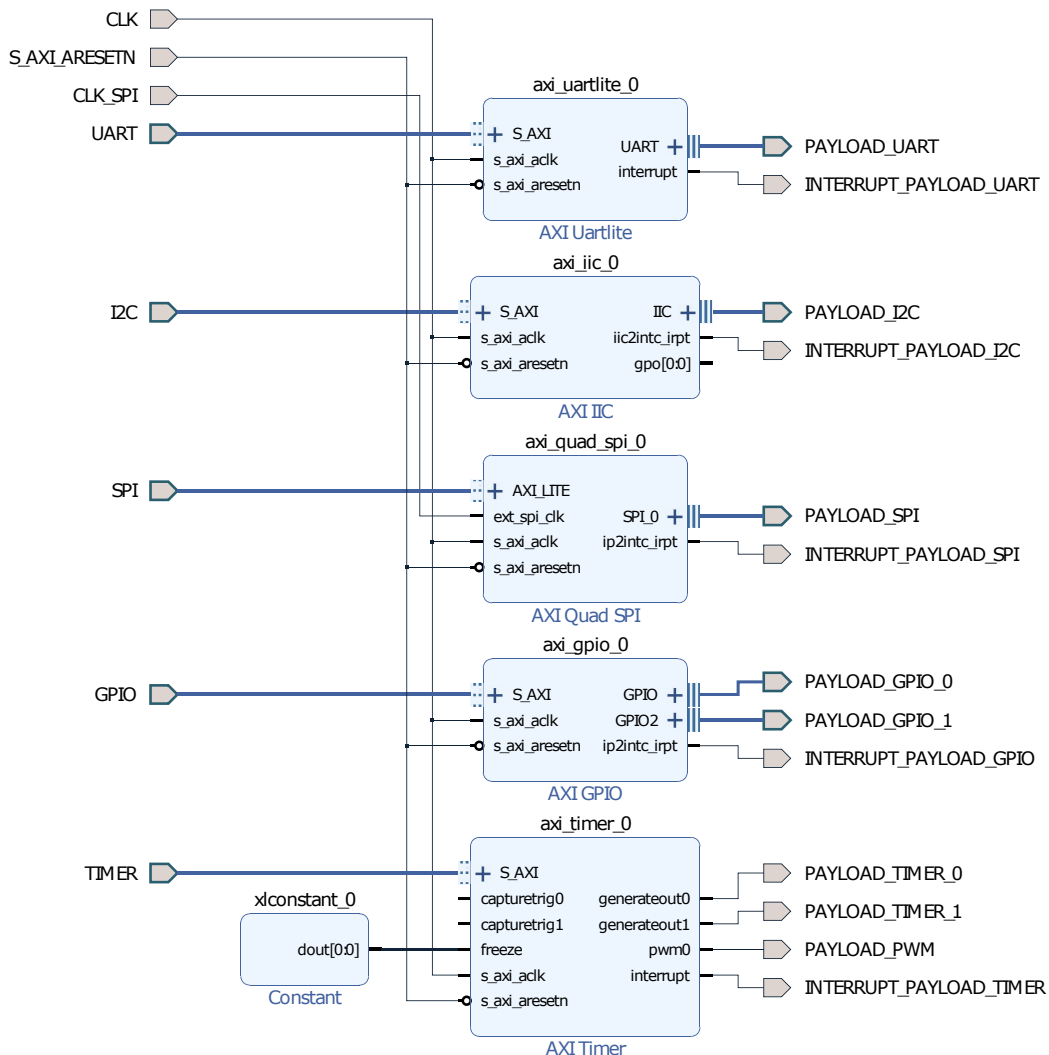 CLK
S_AXI_ARESETN
CLK_SPI
UART
axi_uartlite_0
S_AXI
s_axi_aclk
s_axi_aresetn
UART
interrupt
AXI Uartlite
PAYLOAD_UART
INTERRUPT_PAYLOAD_UART
I2C
axi_iic_0
S_AXI
s_axi_aclk
s_axi_aresetn
IIC
iic2intc_irpt
gpo[0:0]
AXI IIC
PAYLOAD_I2C
INTERRUPT_PAYLOAD_I2C
SPI
axi_quad_spi_0
AXI_LITE
ext_spi_clk
s_axi_aclk
s_axi_aresetn
SPI_0
ip2intc_irpt
AXI Quad SPI
PAYLOAD_SPI
INTERRUPT_PAYLOAD_SPI
GPIO
axi_gpio_0
S_AXI
s_axi_aclk
s_axi_aresetn
GPIO
GPIO2
ip2intc_irpt
AXI GPIO
PAYLOAD_GPIO_0
PAYLOAD_GPIO_1
INTERRUPT_PAYLOAD_GPIO
TIMER
xlconstant_0
dout[0:0]
Constant
axi_timer_0
S_AXI
capturetrig0
capturetrig1
freeze
s_axi_aclk
s_axi_aresetn
generateout0
generateout1
pwm0
interrupt
AXI Timer
PAYLOAD_TIMER_0
PAYLOAD_TIMER_1
PAYLOAD_PWM
INTERRUPT_PAYLOAD_TIMER